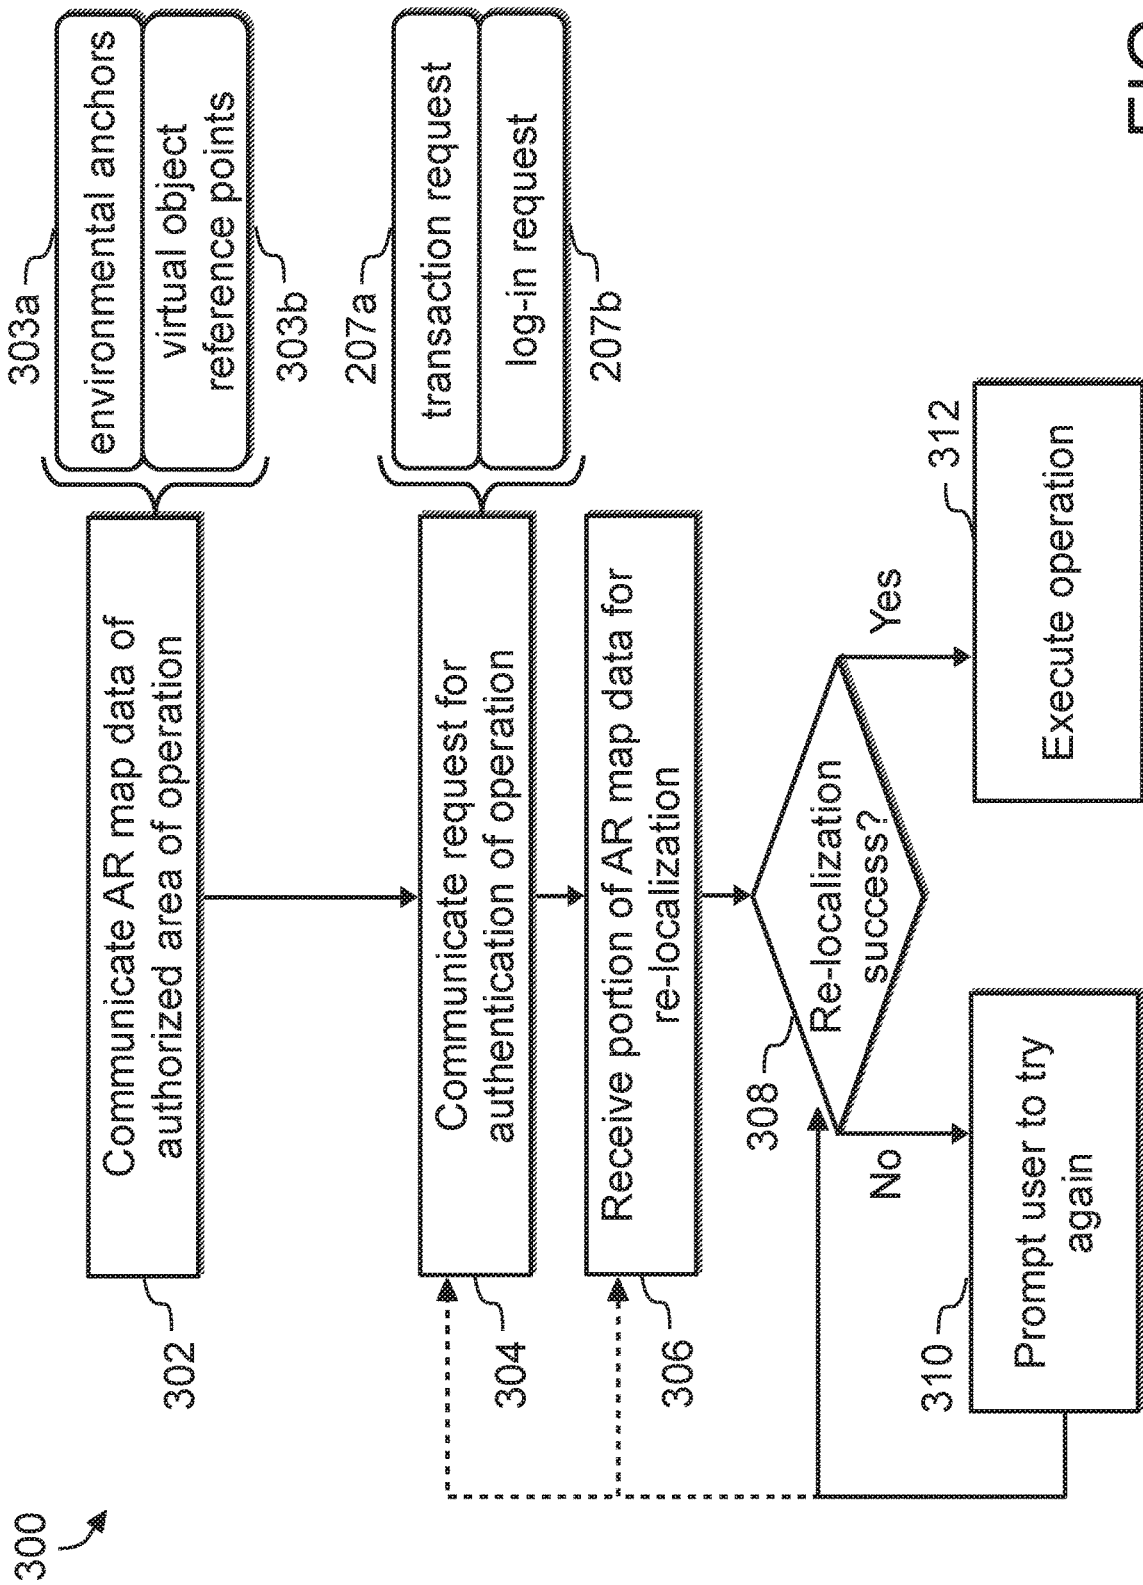 300
303a
environmental anchors
virtual object
reference points
303b
302
Communicate AR map data of
authorized area of operation
207a
transaction request
log-in request
207b
304
Communicate request for
authentication of operation
306
Receive portion of AR map data for
re-localization
308
Re-localization
success?
No
Yes
310
Prompt user to try
again
312
Execute operation